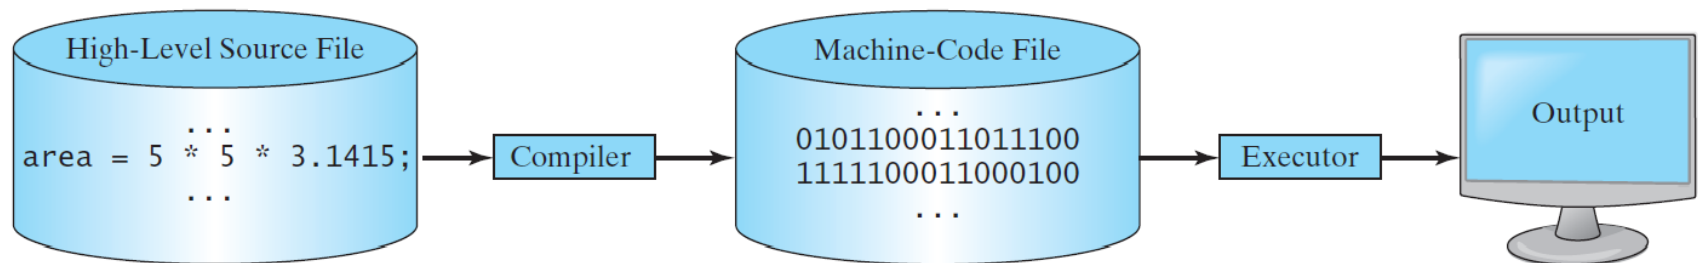 High-Level Source File
...
area = 5 * 5 * 3.1415;
...
Compiler
Machine-Code File
...
0101100011011100
1111100011000100
...
Executor
Output